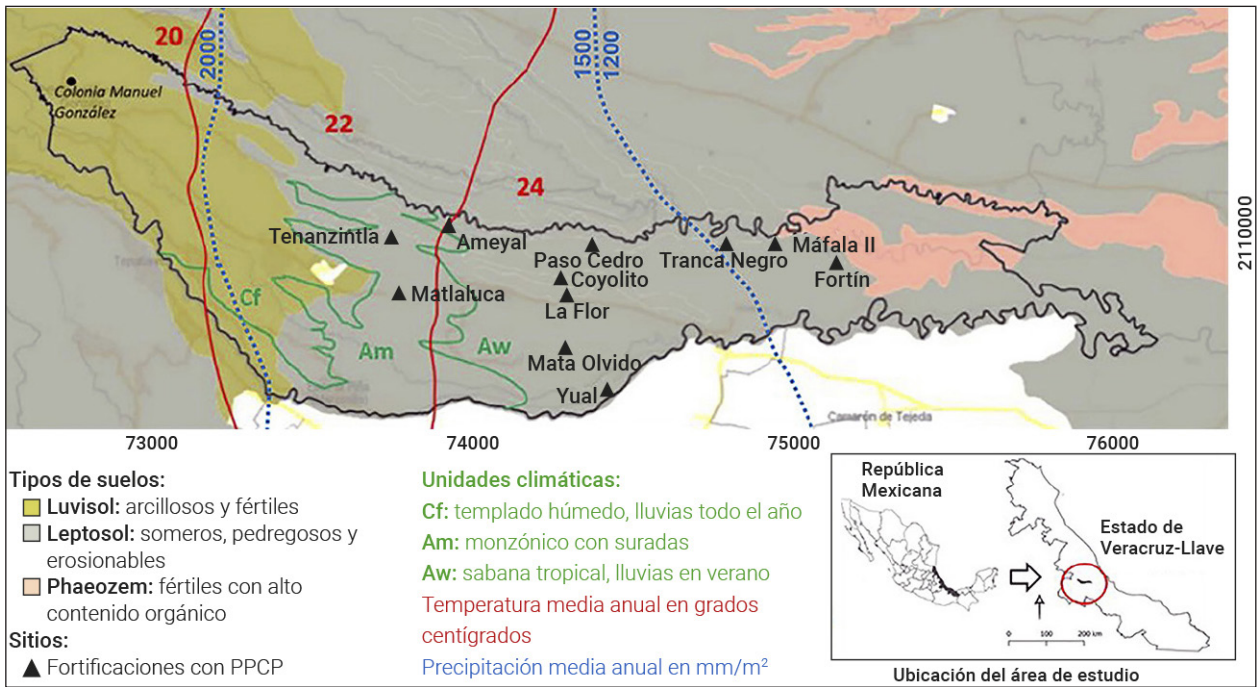 20
2000
1500
1200
Colonia Manuel
González
22
24
2110000
Tenanzintla
Ameyal
Paso Cedro
Tranca Negro
Máfala II
Coyolito
Fortín
Cf
Matlaluca
La Flor
Am
Aw
Mata Olvido
Yual
Camarón de Tejeda
73000
74000
75000
76000
Tipos de suelos:
Luvisol: arcillosos y fértiles
Leptosol: someros, pedregosos y
erosionables
Phaeozem: fértiles con alto
contenido orgánico
Sitios:
Fortificaciones con PPCP
Unidades climáticas:
Cf: templado húmedo, lluvias todo el año
Am: monzónico con suradas
Aw: sabana tropical, lluvias en verano
Temperatura media anual en grados
centígrados
Precipitación media anual en mm/m²
República
Mexicana
Estado de
Veracruz-Llave
0 100 200 km
Ubicación del área de estudio